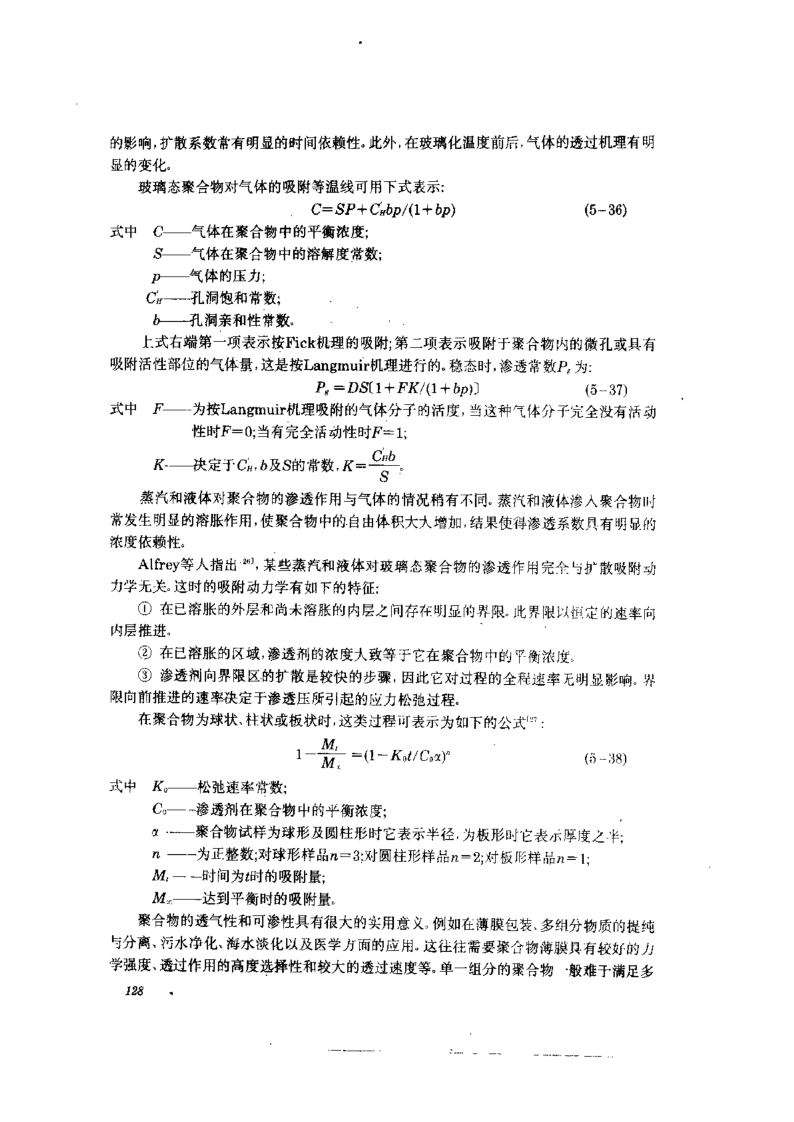 的影响,扩散系数常有明显的时间依赖性。此外,在玻璃化温度前后,气体的透过机理有明
显的变化。
玻璃态聚合物对气体的吸附等温线可用下式表示:
C=SP+C'Hbp/(1+bp) (5-36)
式中 C——气体在聚合物中的平衡浓度;
S——气体在聚合物中的溶解度常数;
p——气体的压力;
C'H——孔洞饱和常数;
b——孔洞亲和性常数。
上式右端第一项表示按Fick机理的吸附;第二项表示吸附于聚合物内的微孔或具有
吸附活性部位的气体量,这是按Langmuir机理进行的。稳态时,渗透常数Pg为:
Pg=DS[1+FK/(1+bp)] (5-37)
式中 F——为按Langmuir机理吸附的气体分子的活度,当这种气体分子完全没有活动
性时F=0;当有完全活动性时F=1;
K——决定于C'H,b及S的常数,K=C'Hb/S。
蒸汽和液体对聚合物的渗透作用与气体的情况稍有不同。蒸汽和液体渗入聚合物时
常发生明显的溶胀作用,使聚合物中的自由体积大大增加,结果使得渗透系数具有明显的
浓度依赖性。
Alfrey等人指出[26],某些蒸汽和液体对玻璃态聚合物的渗透作用完全与扩散吸附动
力学无关。这时的吸附动力学有如下的特征:
① 在已溶胀的外层和尚未溶胀的内层之间存在明显的界限。此界限以恒定的速率向
内层推进。
② 在已溶胀的区域,渗透剂的浓度大致等于它在聚合物中的平衡浓度。
③ 渗透剂向界限区的扩散是较快的步骤,因此它对过程的全程速率无明显影响。界
限向前推进的速率决定于渗透压所引起的应力松弛过程。
在聚合物为球状、柱状或板状时,这类过程可表示为如下的公式[27]:
1-Mt/M∞=(1-K0t/C0α)n (5-38)
式中 K0——松弛速率常数;
C0——渗透剂在聚合物中的平衡浓度;
α——聚合物试样为球形及圆柱形时它表示半径,为板形时它表示厚度之半;
n——为正整数;对球形样品n=3;对圆柱形样品n=2;对板形样品n=1;
Mt——时间为t时的吸附量;
M∞——达到平衡时的吸附量。
聚合物的透气性和可渗性具有很大的实用意义。例如在薄膜包装、多组分物质的提纯
与分离、污水净化、海水淡化以及医学方面的应用。这往往需要聚合物薄膜具有较好的力
学强度、透过作用的高度选择性和较大的透过速度等。单一组分的聚合物一般难于满足多
128